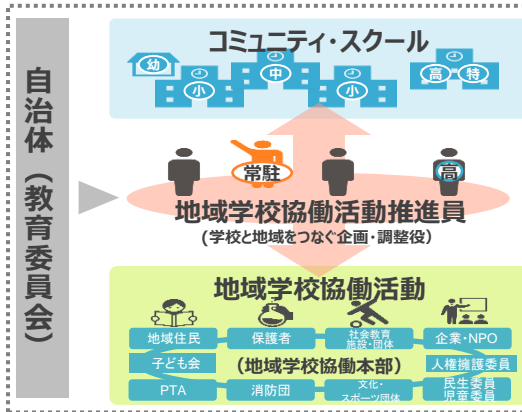 自治体（教育委員会）
コミュニティ・スクール
幼
小
中
小
高
特
常駐
高
地域学校協働活動推進員
(学校と地域をつなぐ企画・調整役)
地域学校協働活動
地域住民
保護者
社会教育
施設・団体
企業・NPO
子ども会
(地域学校協働本部)
人権擁護委員
PTA
消防団
文化・
スポーツ団体
民生委員
児童委員